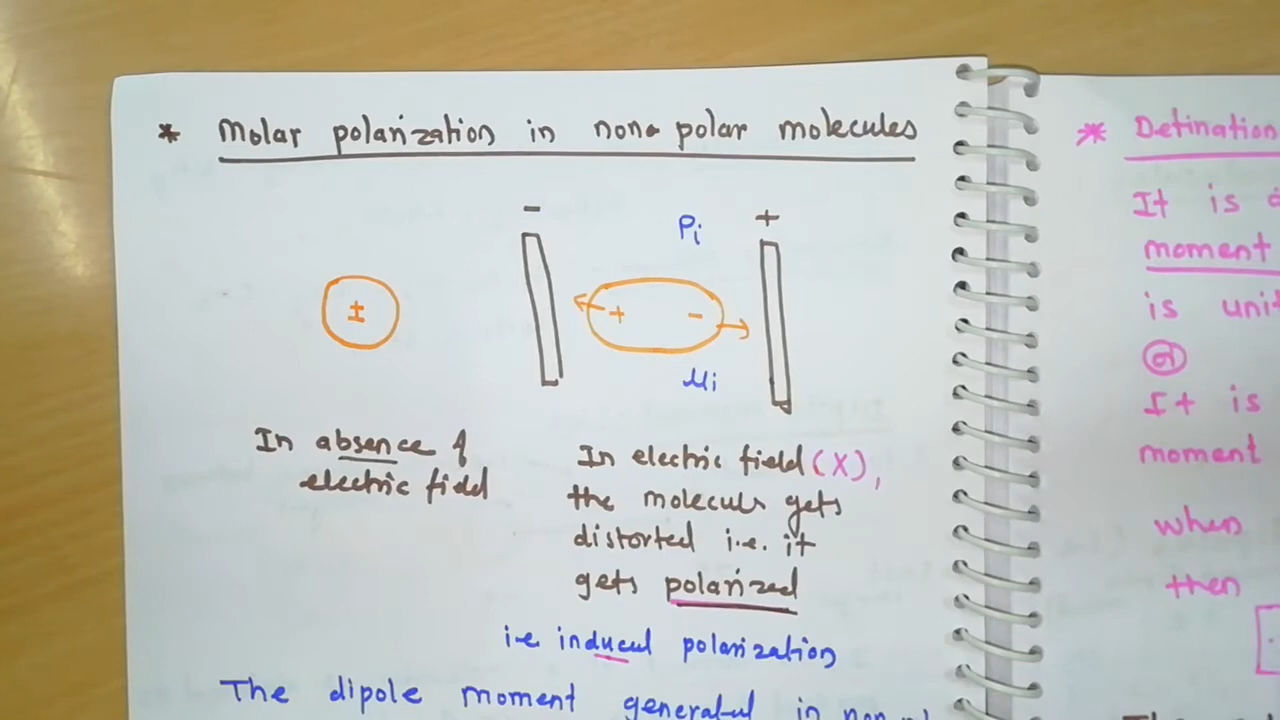 * Molar polarization in non-polar molecules
- +
Pi
±
+ -
μi
In absence of
electric field
In electric field (X),
the molecule gets
distorted i.e. it
gets polarized
i.e induced polarization
The dipole moment generated in
* Defination
It is
moment
is
or
It is
moment
when
then